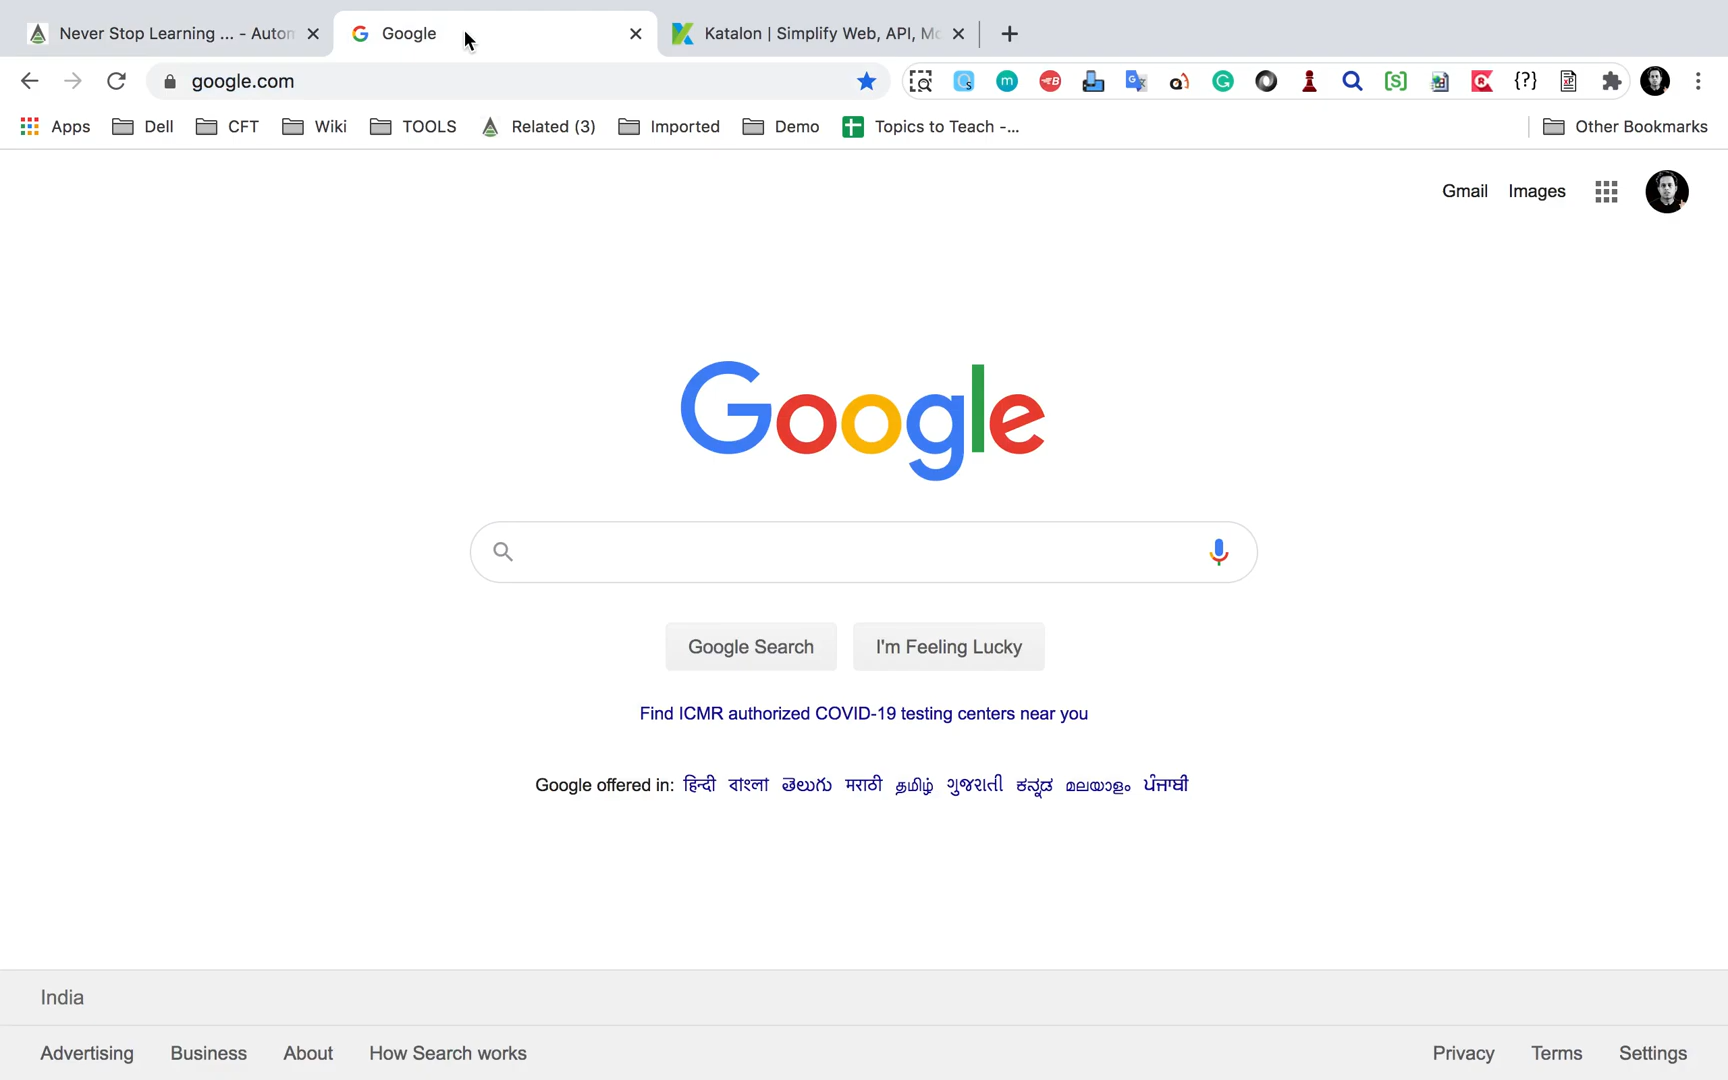 Never Stop Learning ... - Auton
Google
Katalon | Simplify Web, API, Mo
google.com
Apps Dell CFT Wiki TOOLS Related (3) Imported Demo Topics to Teach -... Other Bookmarks
Gmail Images
Google
Google Search I'm Feeling Lucky
Find ICMR authorized COVID-19 testing centers near you
Google offered in: हिन्दी বাংলা తెలుగు मराठी தமிழ் ગુજરાતી ಕನ್ನಡ മലയാളം ਪੰਜਾਬੀ
India
Advertising Business About How Search works Privacy Terms Settings